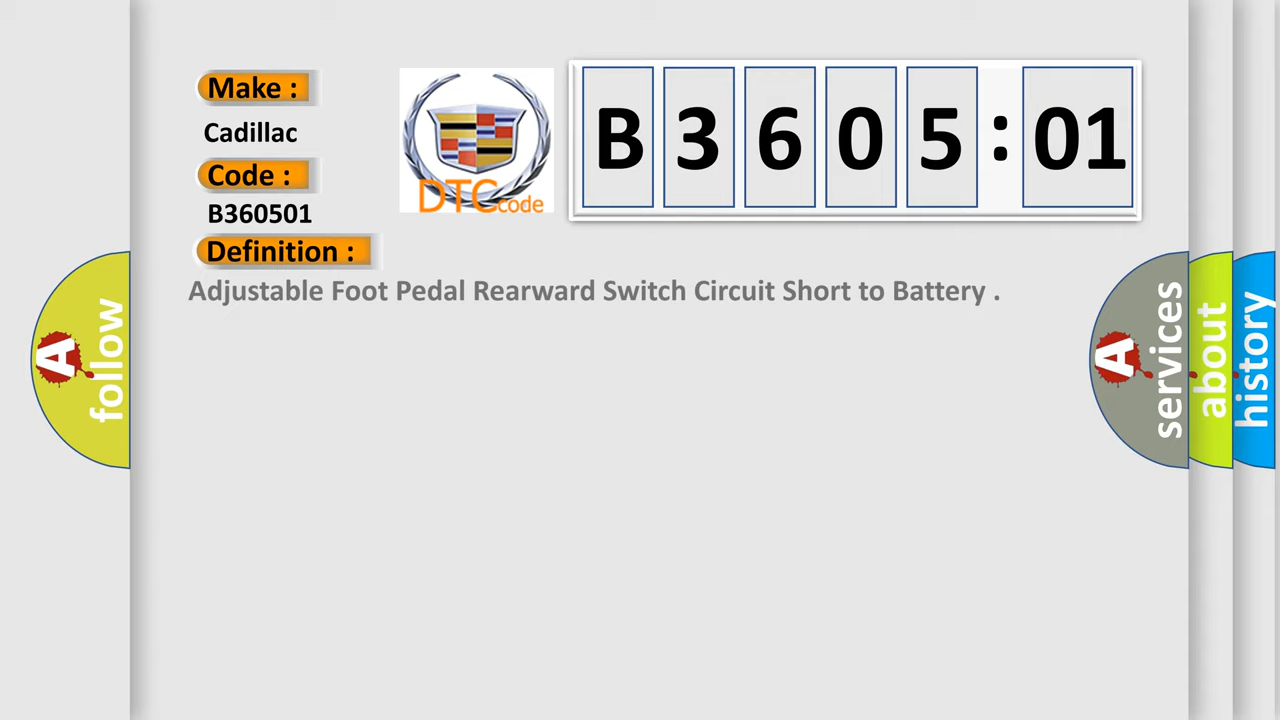 Make :
Cadillac
Code :
B360501
Definition :
Adjustable Foot Pedal Rearward Switch Circuit Short to Battery .
DTC code
B 3 6 0 5 : 01
A follow
A services
about
history